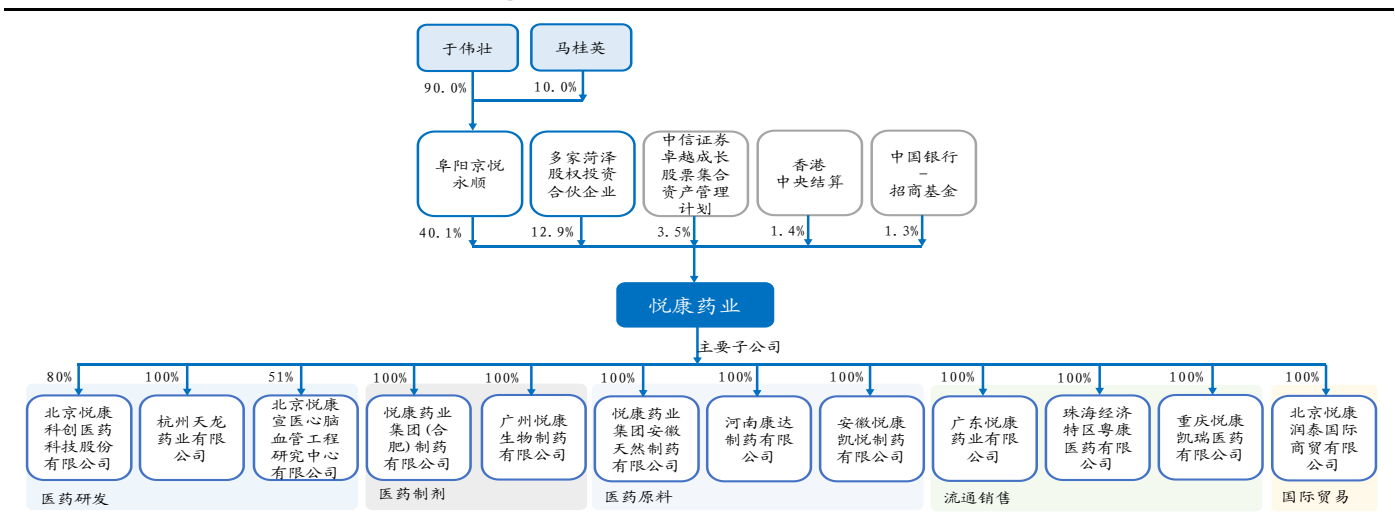 于伟壮
马桂英
90.0%
10.0%
阜阳京悦
永顺
多家菏泽
股权投资
合伙企业
中信证券
卓越成长
股票集合
资产管理
计划
香港
中央结算
中国银行
–
招商基金
40.1%
12.9%
3.5%
1.4%
1.3%
悦康药业
主要子公司
80%
100%
51%
100%
100%
100%
100%
100%
100%
100%
100%
100%
北京悦康
科创医药
科技股份
有限公司
杭州天龙
药业有限
公司
北京悦康
宣医心脑
血管工程
研究中心
有限公司
悦康药业
集团(合
肥)制药
有限公司
广州悦康
生物制药
有限公司
悦康药业
集团安徽
天然制药
有限公司
河南康达
制药有限
公司
安徽悦康
凯悦制药
有限公司
广东悦康
药业有限
公司
珠海经济
特区粤康
医药有限
公司
重庆悦康
凯瑞医药
有限公司
北京悦康
润泰国际
商贸有限
公司
医药研发
医药制剂
医药原料
流通销售
国际贸易